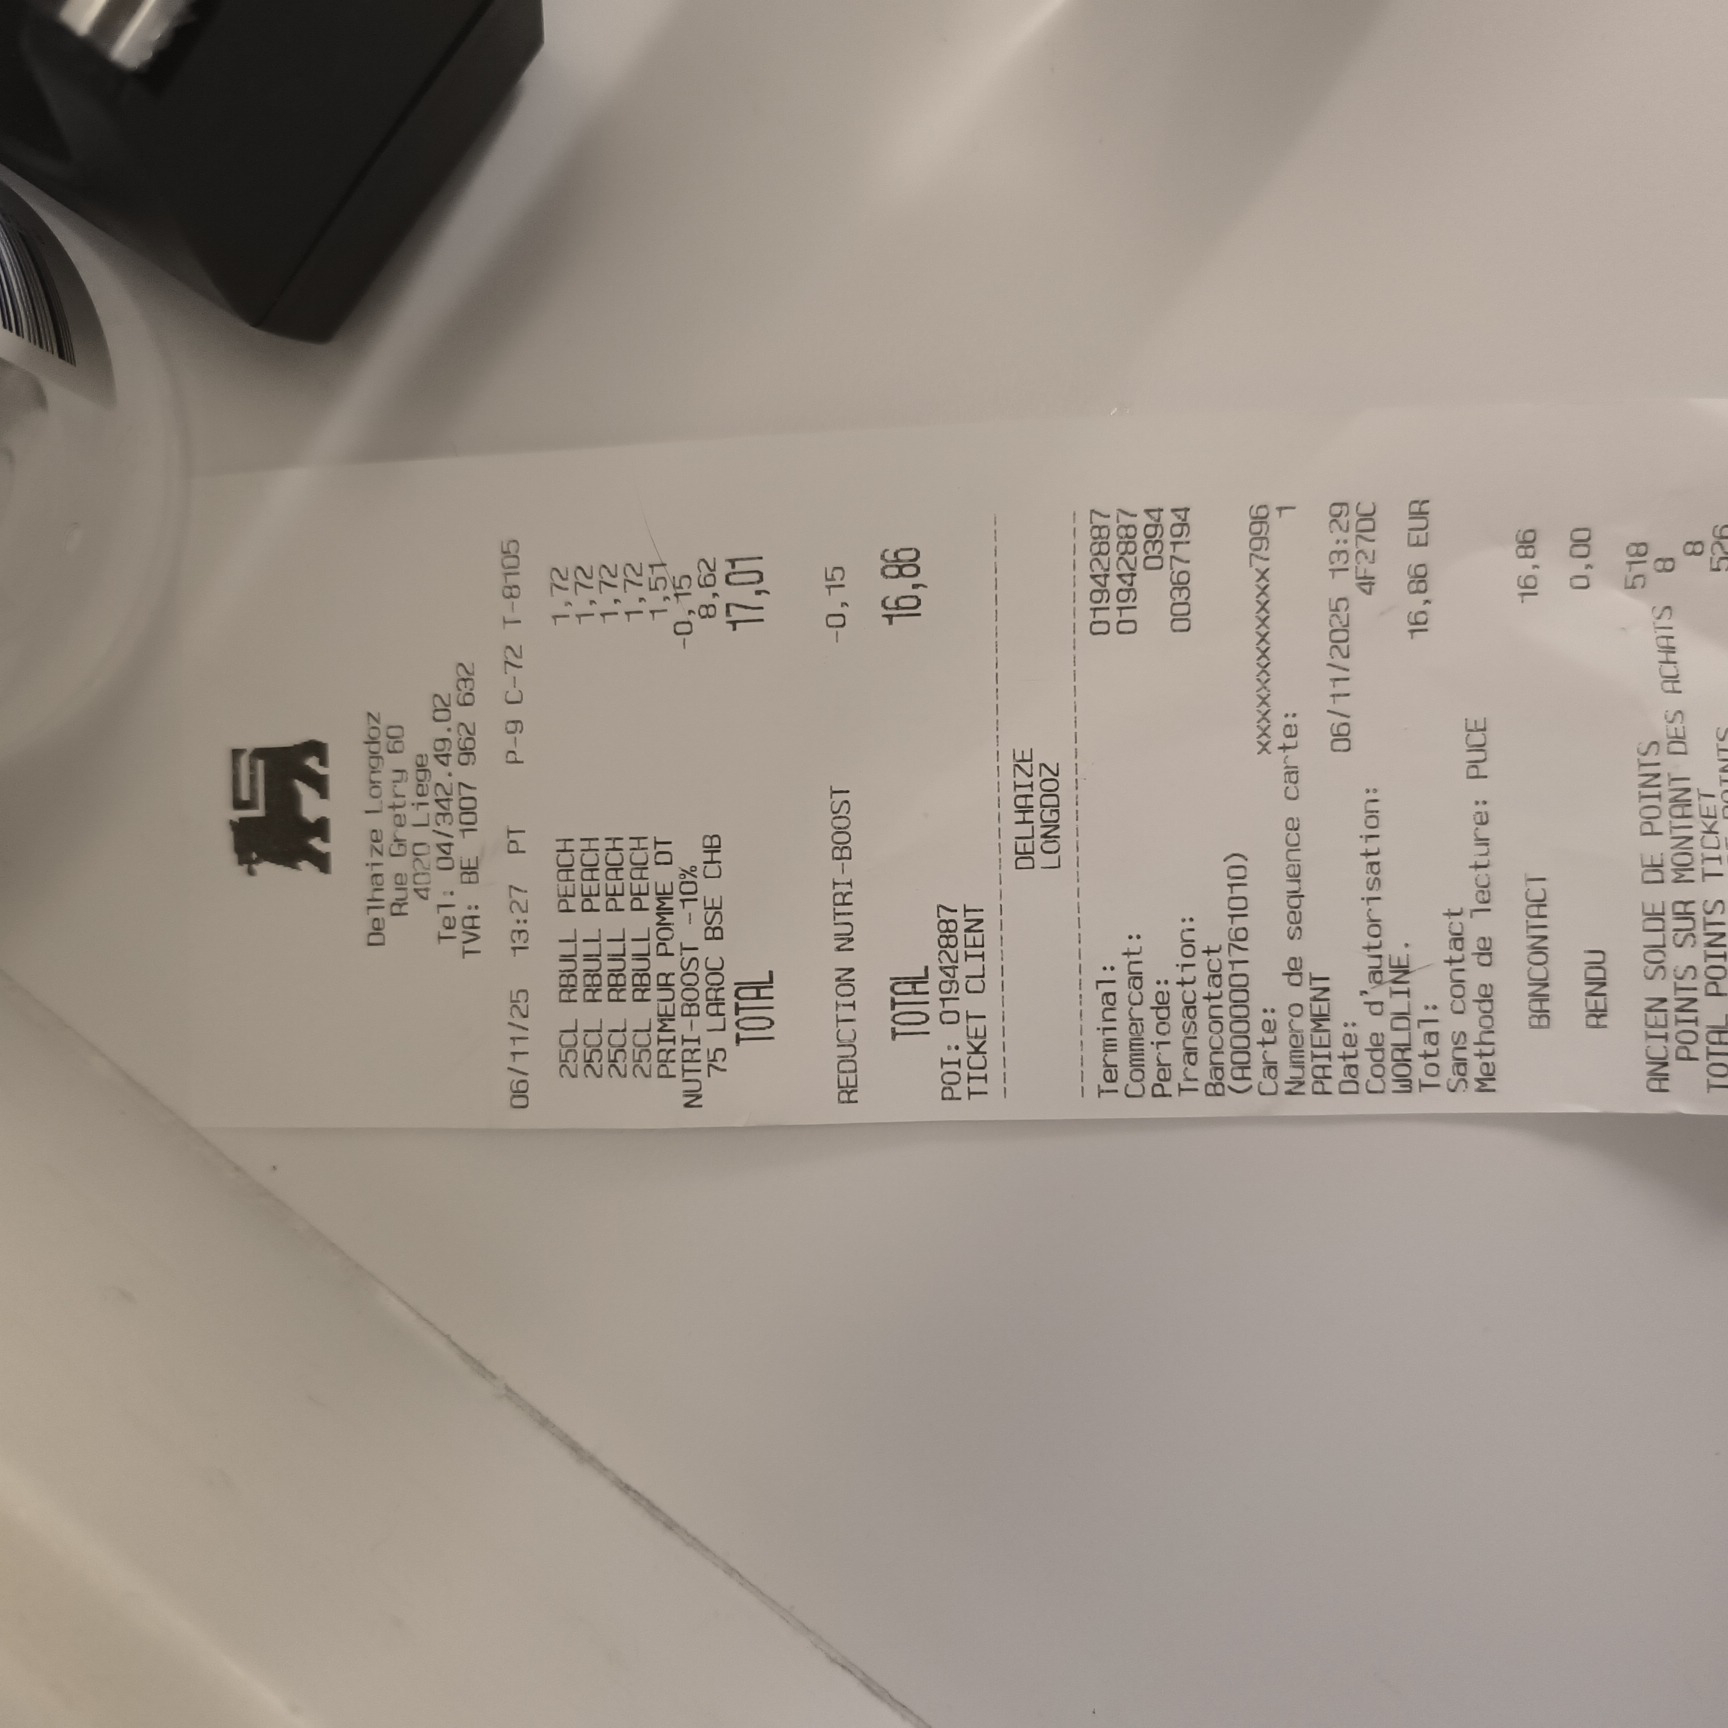 Delhaize Longdoz
Rue Gretry 60
4020 Liege
Tel: 04/342.49.02
TVA: BE 1007 962 632
06/11/25 13:27 PT P-9 C-72 T-8105
25CL RBULL PEACH 1,72
25CL RBULL PEACH 1,72
25CL RBULL PEACH 1,72
25CL RBULL PEACH 1,72
PRIMEUR POMME DT 1,51
NUTRI-BOOST -10% -0,15
75 LAROC BSE CHB 8,62
TOTAL 17,01
REDUCTION NUTRI-BOOST -0,15
TOTAL 16,86
POI: 01942887
TICKET CLIENT
--------------------------------
DELHAIZE
LONGDOZ
--------------------------------
Terminal: 01942887
Commercant: 01942887
Periode: 0394
Transaction: 00367194
Bancontact
(A0000001761010)
Carte: xxxxxxxxxxxxx7996
Numero de sequence carte: 1
PAIEMENT
Date: 06/11/2025 13:29
Code d'autorisation: 4F27DC
WORLDLINE.
Total: 16,86 EUR
Sans contact
Methode de lecture: PUCE
BANCONTACT 16,86
RENDU 0,00
ANCIEN SOLDE DE POINTS 518
POINTS SUR MONTANT DES ACHATS 8
TOTAL POINTS TICKET 8
POINTS 526